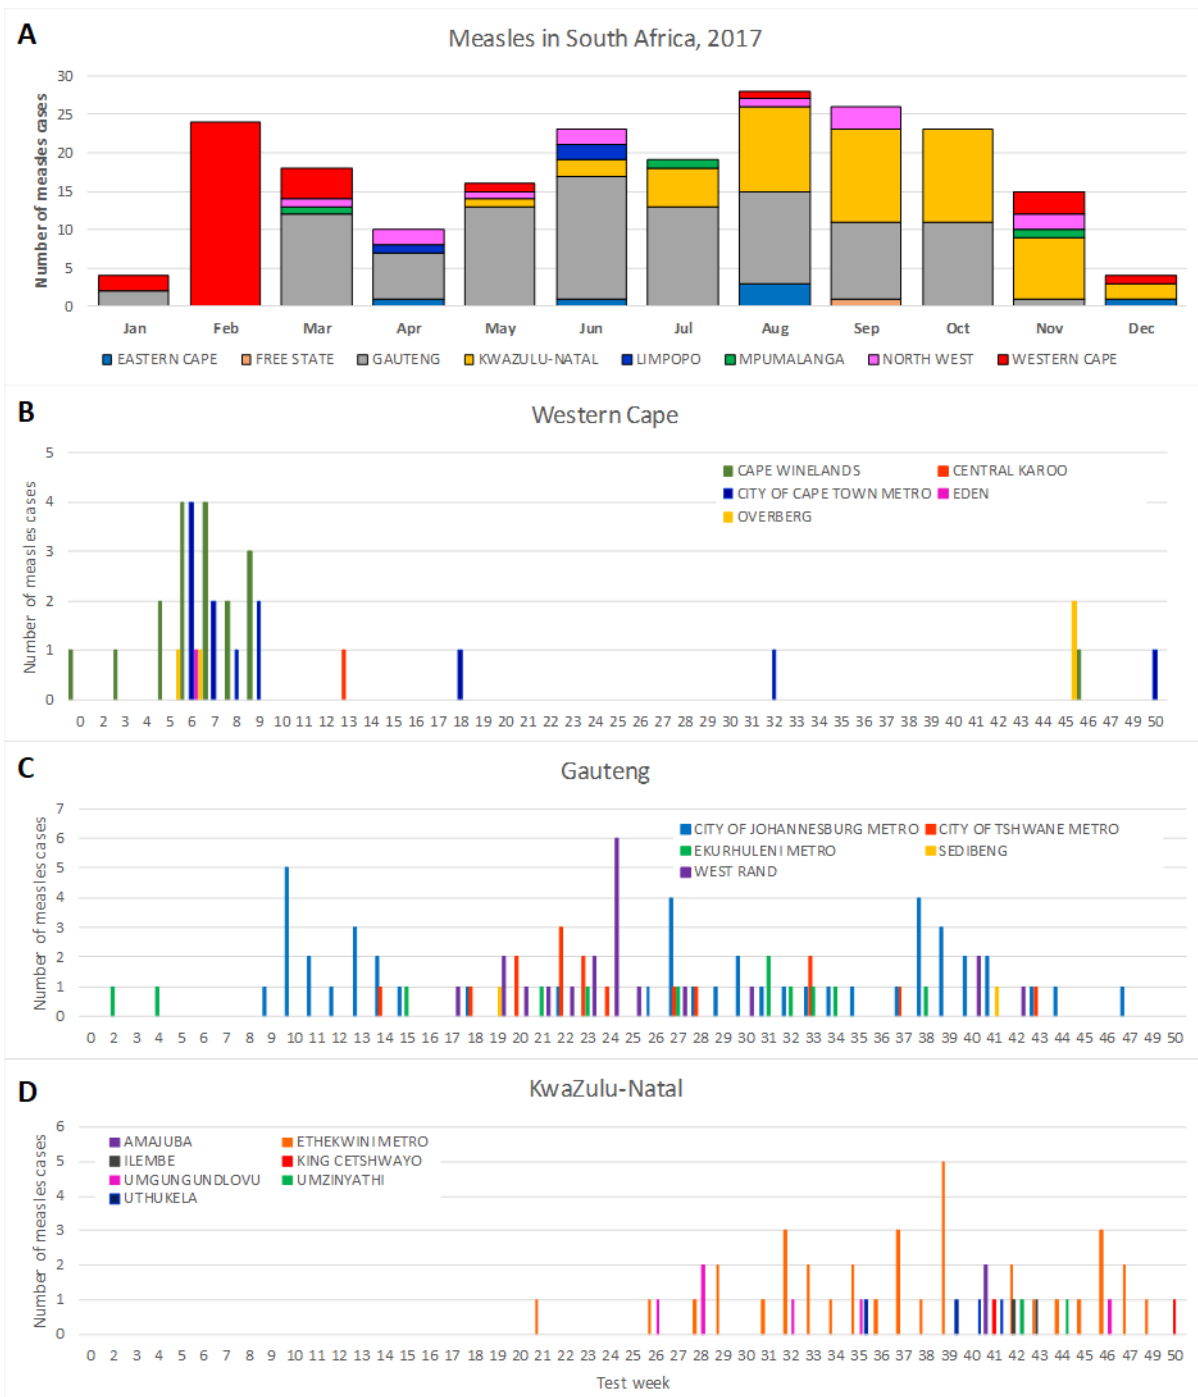 A
Measles in South Africa, 2017
Number of measles cases
30
25
20
15
10
5
0
Jan Feb Mar Apr May Jun Jul Aug Sep Oct Nov Dec
EASTERN CAPE FREE STATE GAUTENG KWAZULU-NATAL LIMPOPO MPUMALANGA NORTH WEST WESTERN CAPE
B
Western Cape
Number of measles cases
5
4
3
2
1
0
CAPE WINELANDS CENTRAL KAROO
CITY OF CAPE TOWN METRO EDEN
OVERBERG
0 2 3 4 5 6 7 8 9 10 11 12 13 14 15 16 18 19 20 26 27 28 29 30 31 32 33 34 35 37 38 39 40 41 42 43 44 45 46 47 49 50
C
Gauteng
Number of measles cases
7
6
5
4
3
2
1
0
CITY OF JOHANNESBURG METRO CITY OF TSHWANE METRO
EKURHULENI METRO SEDIBENG
WEST RAND
0 2 3 4 5 6 7 8 9 10 11 12 13 14 15 16 17 18 19 20 21 22 23 24 25 26 27 28 29 30 31 32 33 34 35 36 37 38 39 40 41 42 43 44 46 47 49 50
D
KwaZulu-Natal
Number of measles cases
6
5
4
3
2
1
0
AMAJUBA ETHEKWINI METRO
ILEMBE KING CETSHWAYO
UMGUNGUNDLOVU UMZINYATHI
UTHUKELA
0 2 3 4 5 6 7 8 9 10 11 12 13 14 15 16 17 18 19 20 21 22 23 24 25 26 27 28 29 30 31 32 33 34 35 36 37 38 39 40 41 42 43 44 45 46 47 49 50
Test week